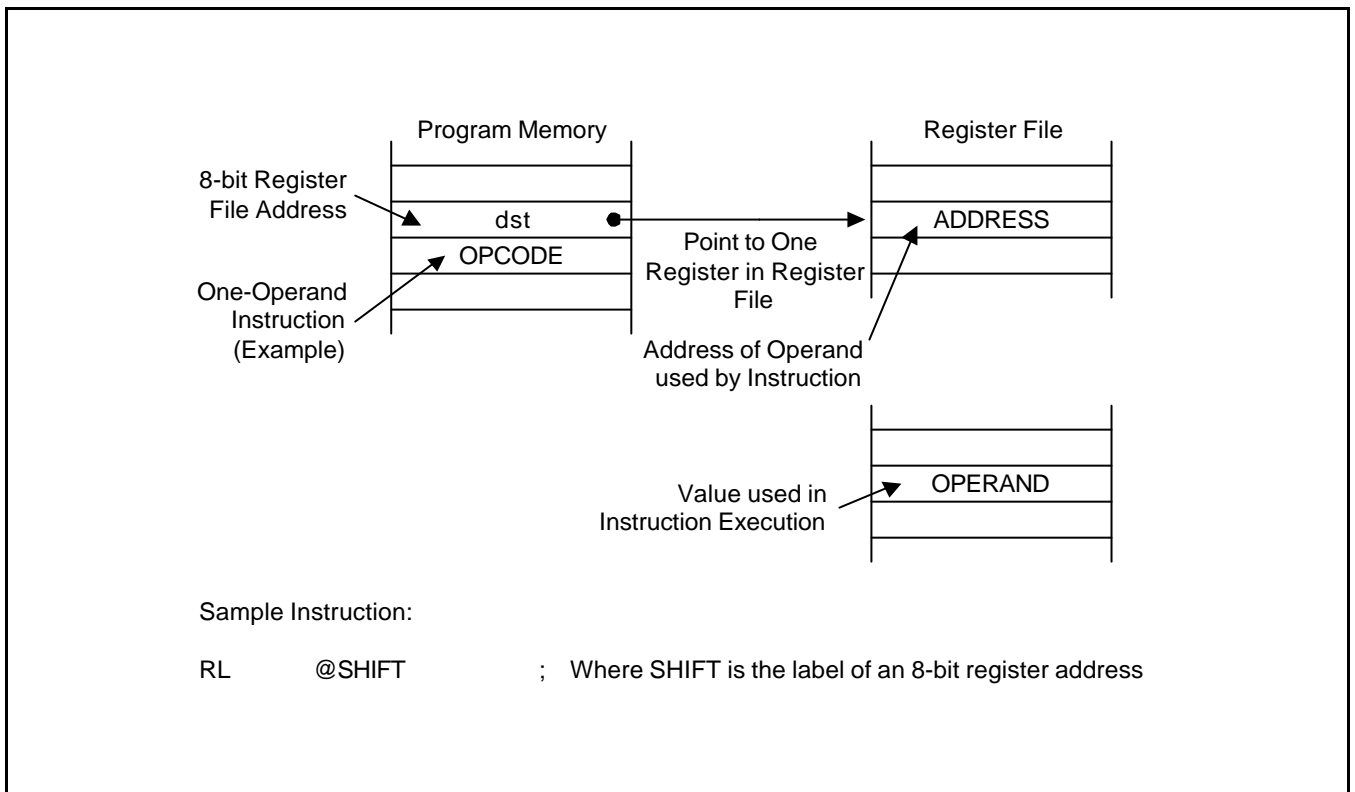 Program Memory
Register File
8-bit Register
File Address
dst
ADDRESS
OPCODE
Point to One
Register in Register
File
One-Operand
Instruction
(Example)
Address of Operand
used by Instruction
OPERAND
Value used in
Instruction Execution
Sample Instruction:
RL @SHIFT ; Where SHIFT is the label of an 8-bit register address